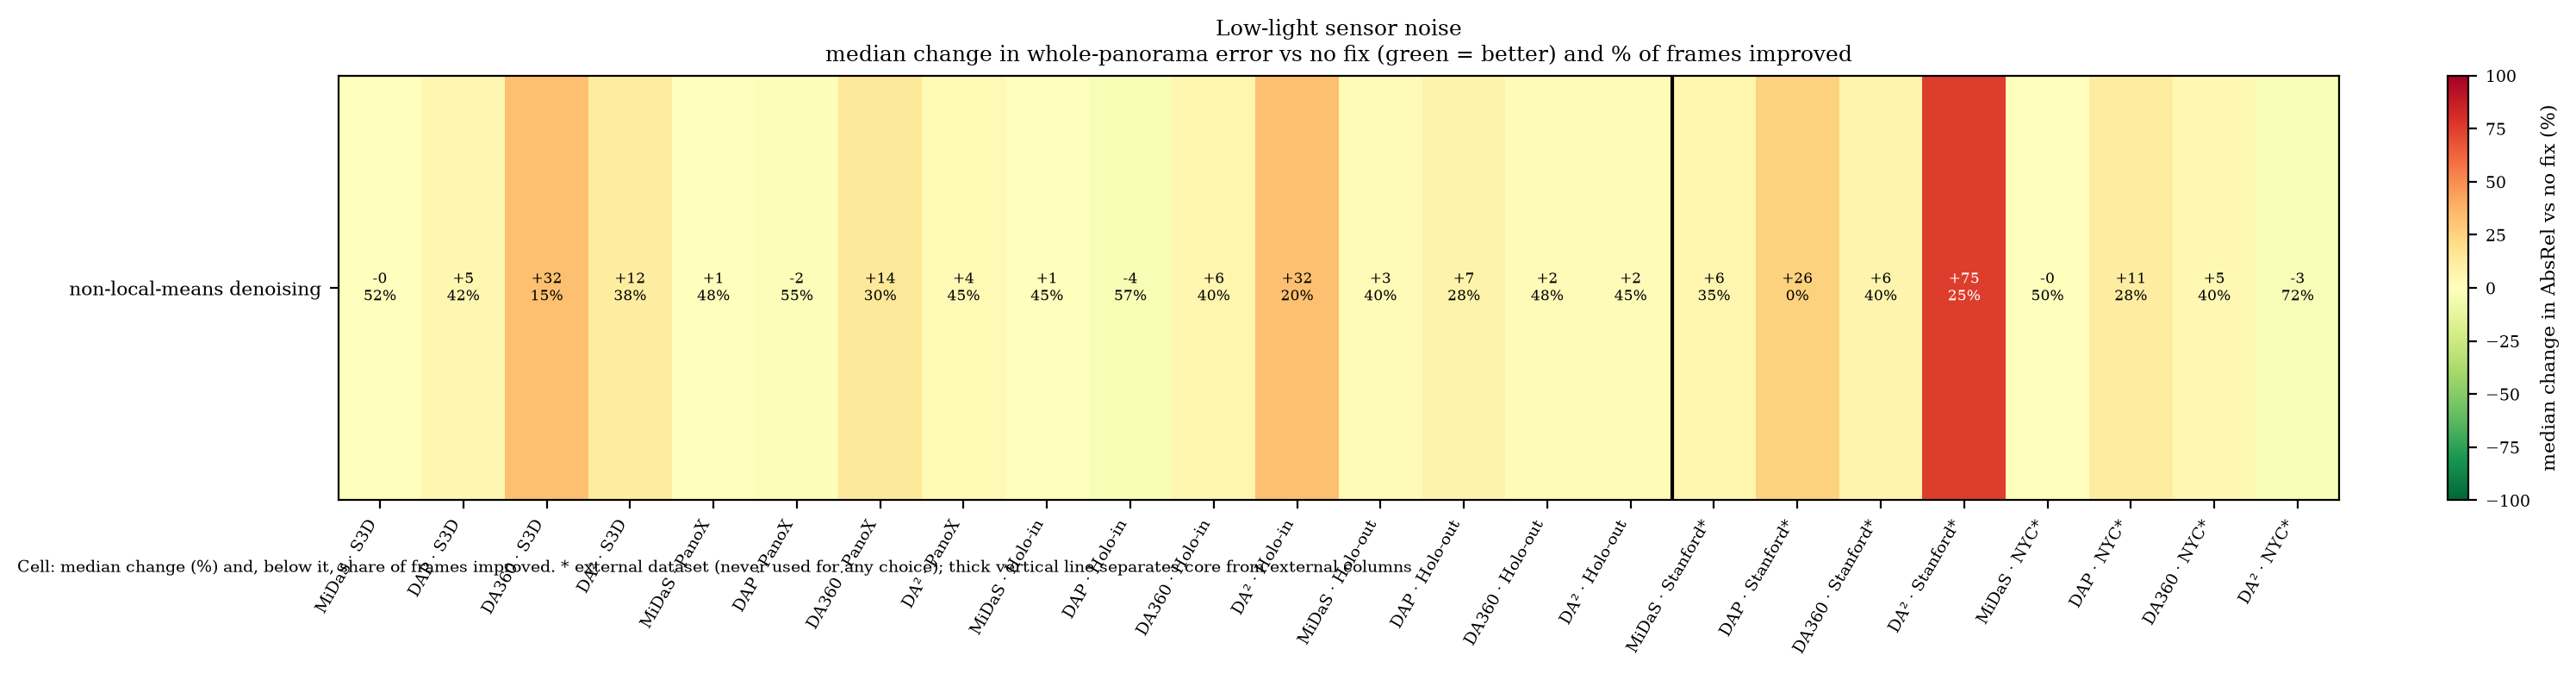 Low-light sensor noise
median change in whole-panorama error vs no fix (green = better) and % of frames improved
non-local-means denoising
-0 +5 +32 +12 +1 -2 +14 +4 +1 -4 +6 +32 +3 +7 +2 +2 +6 +26 +6 +75 -0 +11 +5 -3
52% 42% 15% 38% 48% 55% 30% 45% 45% 57% 40% 20% 40% 28% 48% 45% 35% 0% 40% 25% 50% 28% 40% 72%
MiDaS · S3D
DAP · S3D
DA360 · S3D
DA² · S3D
MiDaS · PanoX
DAP · PanoX
DA360 · PanoX
DA² · PanoX
MiDaS · Holo-in
DAP · Holo-in
DA360 · Holo-in
DA² · Holo-in
MiDaS · Holo-out
DAP · Holo-out
DA360 · Holo-out
DA² · Holo-out
MiDaS · Stanford*
DAP · Stanford*
DA360 · Stanford*
DA² · Stanford*
MiDaS · NYC*
DAP · NYC*
DA360 · NYC*
DA² · NYC*
Cell: median change (%) and, below it, share of frames improved. * external dataset (never used for any choice); thick vertical line separates core from external columns
100
75
50
25
0
−25
−50
−75
−100
median change in AbsRel vs no fix (%)